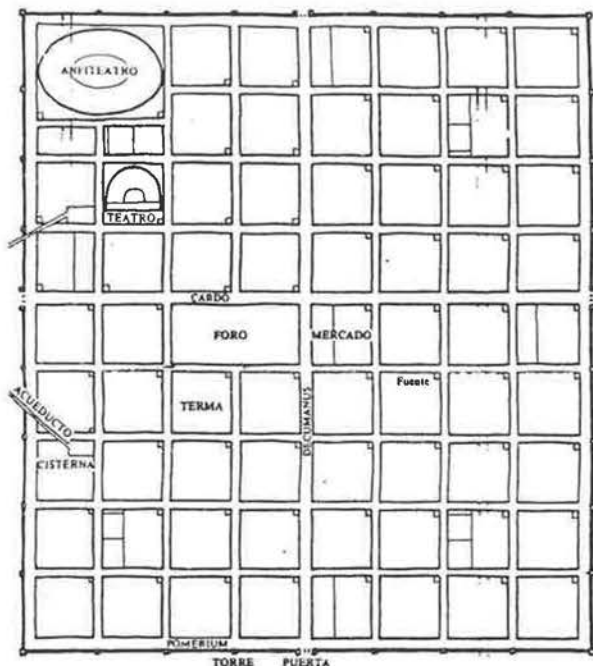 ANFITEATRO
TEATRO
CARDO
FORO
MERCADO
Fuente
ACUEDUCTO
TERMA
DECUMANUS
CISTERNA
POMERIUM
TORRE PUERTA